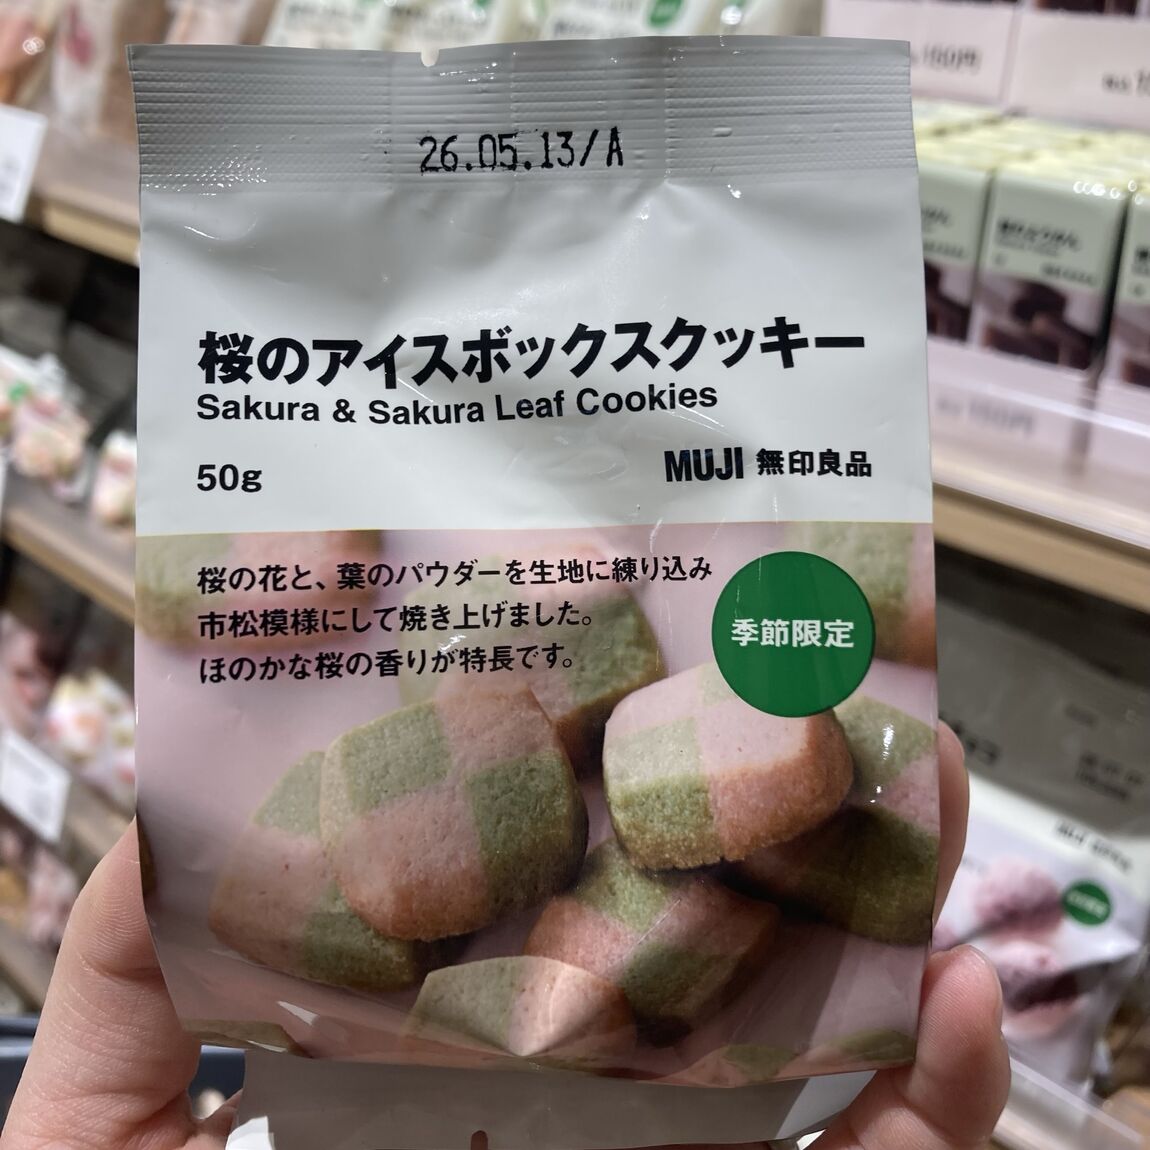 26.05.13/A
桜のアイスボックスクッキー
Sakura & Sakura Leaf Cookies
50g
MUJI 無印良品
桜の花と、葉のパウダーを生地に練り込み
市松模様にして焼き上げました。
ほのかな桜の香りが特長です。
季節限定